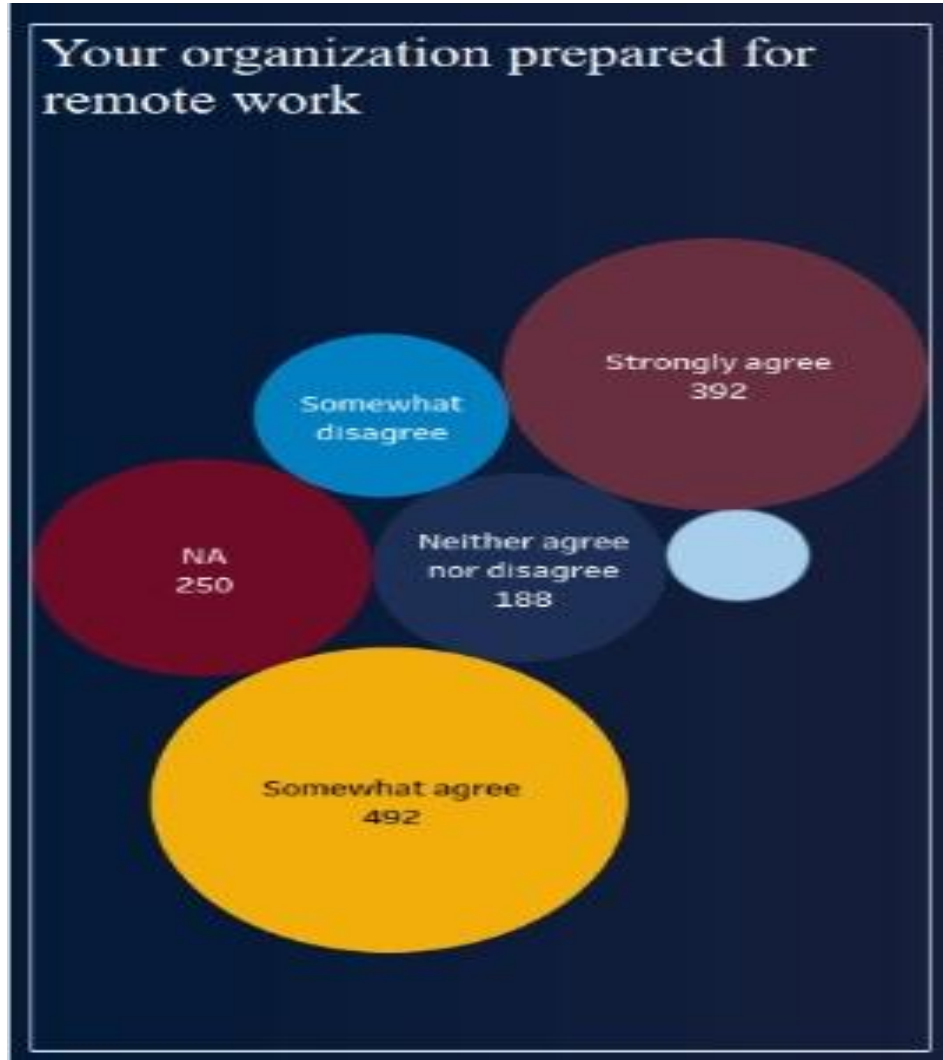 Your organization prepared for
remote work
Strongly agree
392
Somewhat
disagree
Neither agree
nor disagree
188
NA
250
Somewhat agree
492